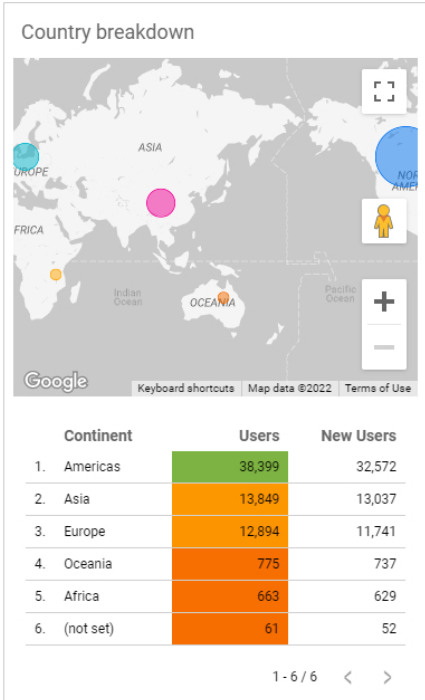 Country breakdown
ASIA
NOR
AMER
FRICA
Indian
Ocean
OCEANIA
Pacific
Ocean
Google
Keyboard shortcuts Map data ©2022 Terms of Use
Continent Users New Users
1. Americas 38,399 32,572
2. Asia 13,849 13,037
3. Europe 12,894 11,741
4. Oceania 775 737
5. Africa 663 629
6. (not set) 61 52
1 - 6 / 6